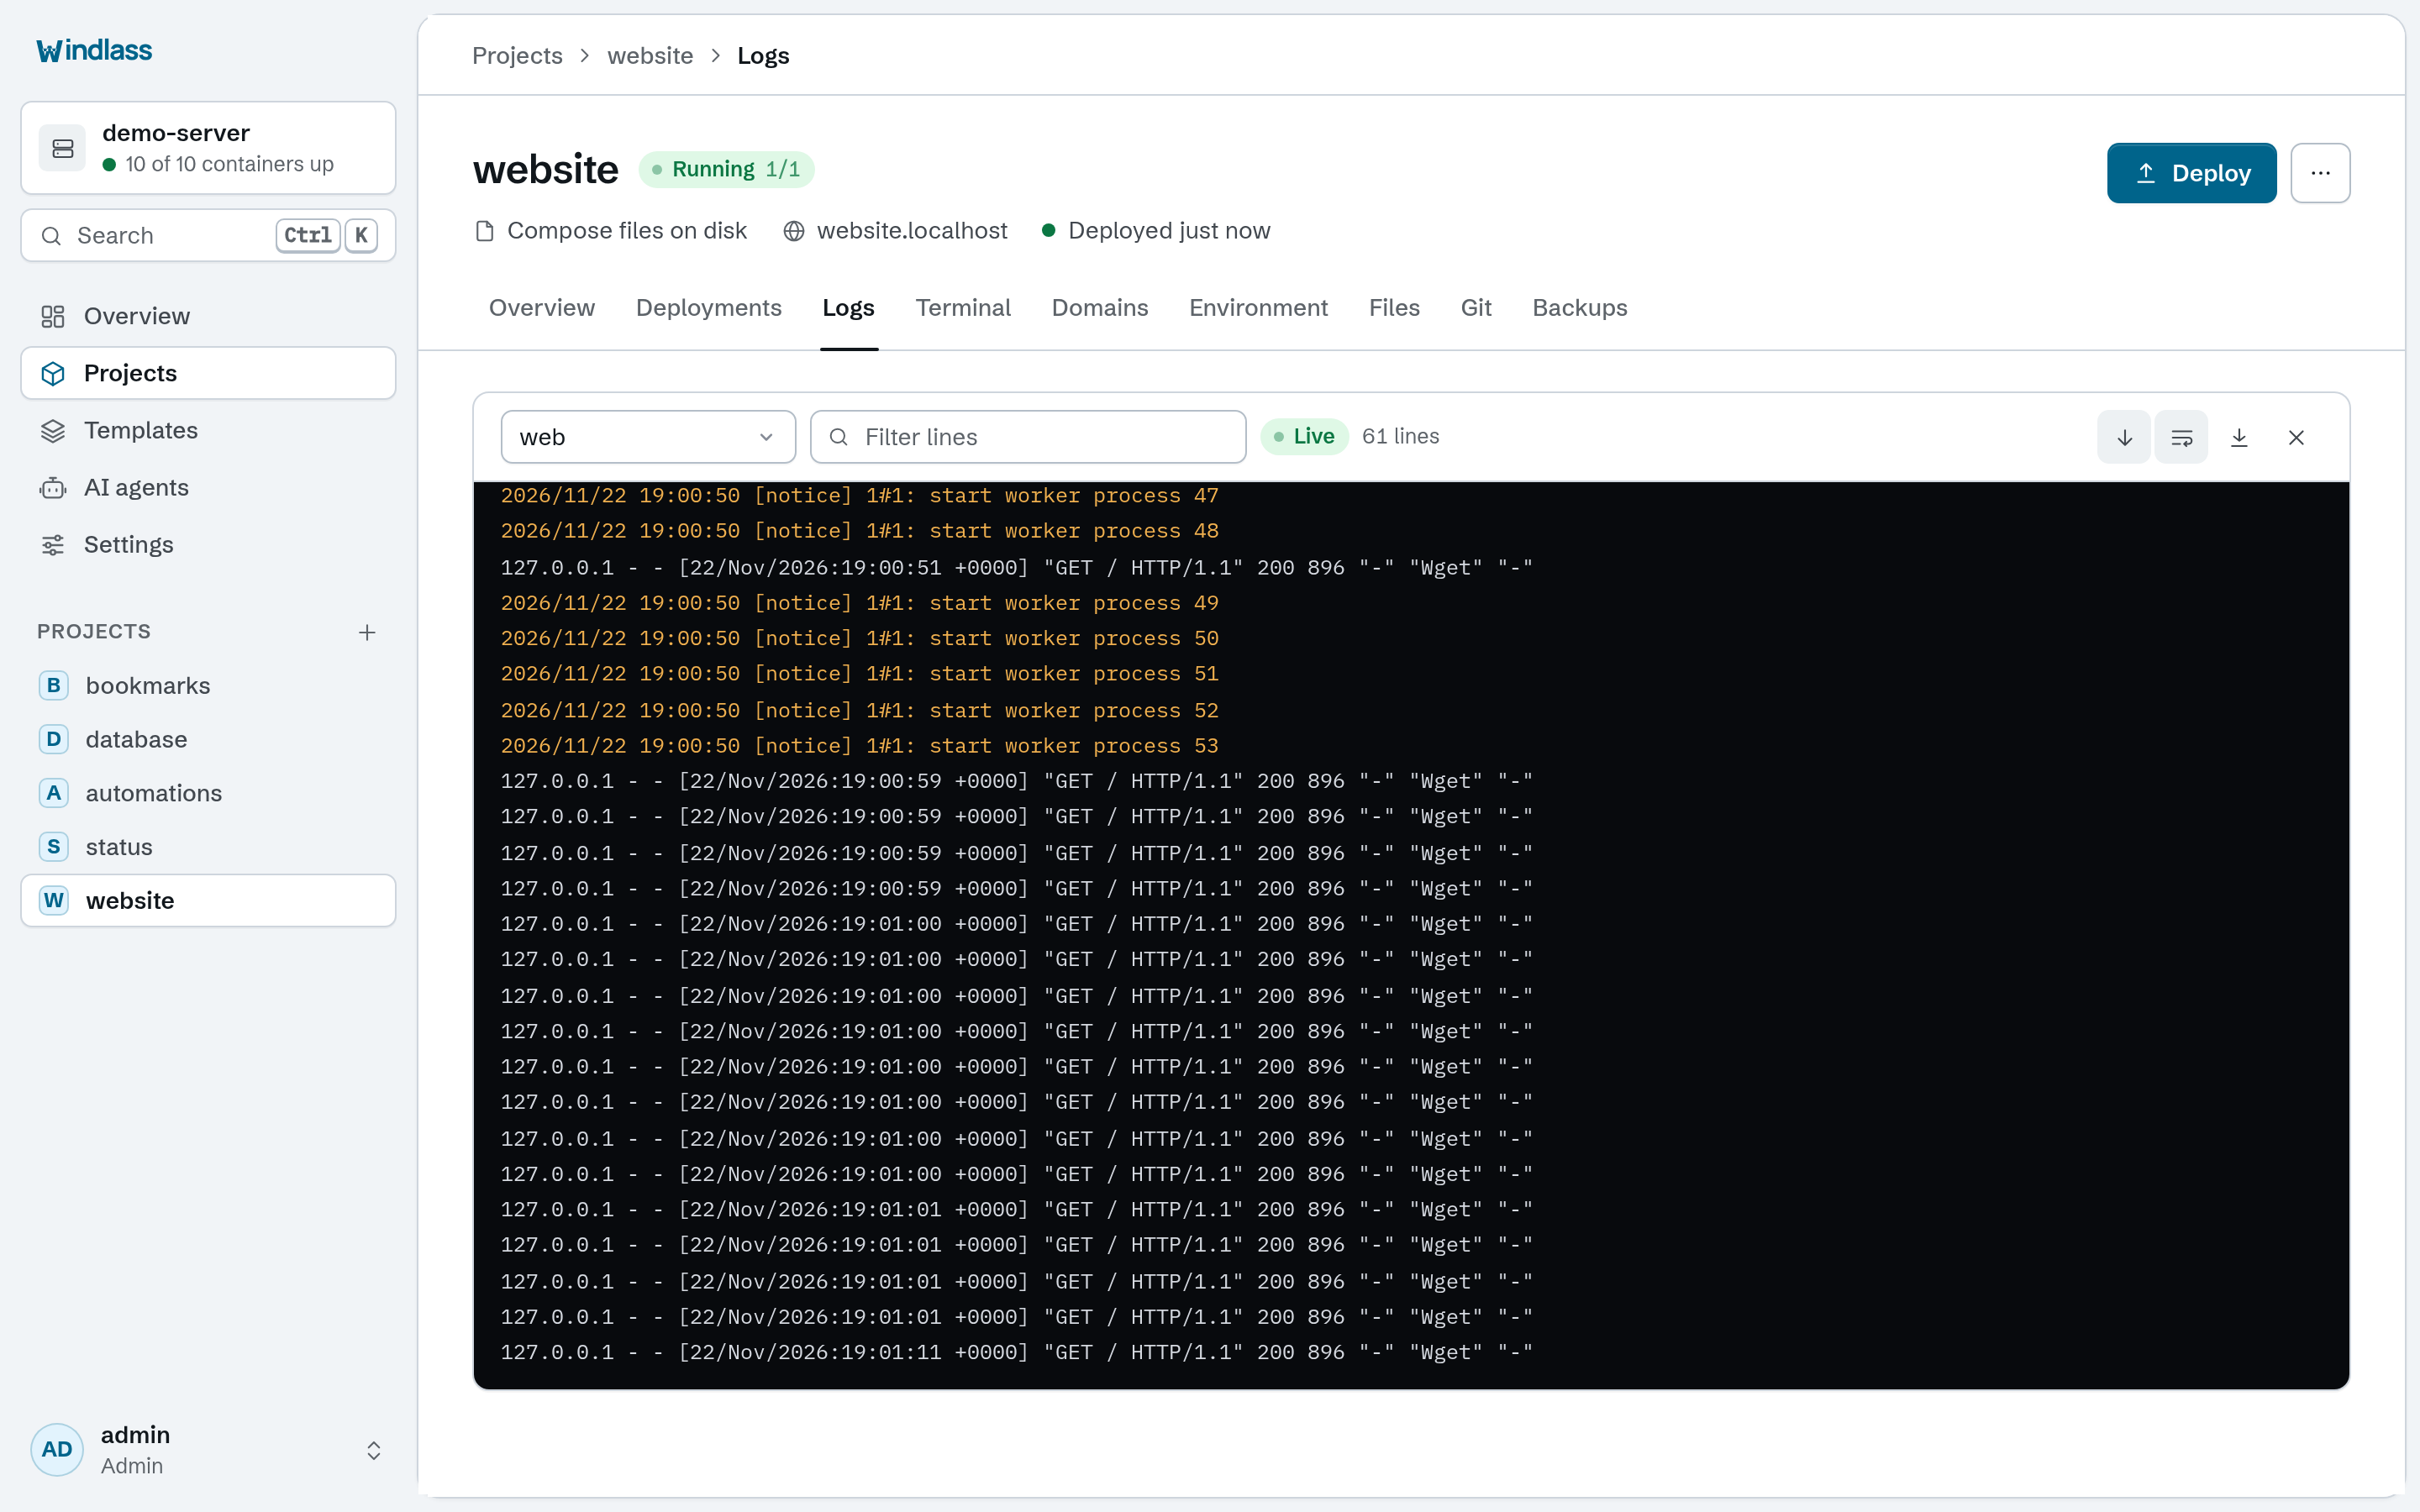 Windlass
demo-server
10 of 10 containers up
Search Ctrl K
Overview
Projects
Templates
AI agents
Settings
PROJECTS
B bookmarks
D database
A automations
S status
W website
AD admin
Admin
Projects > website > Logs
website Running 1/1
Deploy
Compose files on disk website.localhost Deployed just now
Overview Deployments Logs Terminal Domains Environment Files Git Backups
web Filter lines Live 61 lines
2026/11/22 19:00:50 [notice] 1#1: start worker process 47
2026/11/22 19:00:50 [notice] 1#1: start worker process 48
127.0.0.1 - - [22/Nov/2026:19:00:51 +0000] "GET / HTTP/1.1" 200 896 "-" "Wget" "-"
2026/11/22 19:00:50 [notice] 1#1: start worker process 49
2026/11/22 19:00:50 [notice] 1#1: start worker process 50
2026/11/22 19:00:50 [notice] 1#1: start worker process 51
2026/11/22 19:00:50 [notice] 1#1: start worker process 52
2026/11/22 19:00:50 [notice] 1#1: start worker process 53
127.0.0.1 - - [22/Nov/2026:19:00:59 +0000] "GET / HTTP/1.1" 200 896 "-" "Wget" "-"
127.0.0.1 - - [22/Nov/2026:19:00:59 +0000] "GET / HTTP/1.1" 200 896 "-" "Wget" "-"
127.0.0.1 - - [22/Nov/2026:19:00:59 +0000] "GET / HTTP/1.1" 200 896 "-" "Wget" "-"
127.0.0.1 - - [22/Nov/2026:19:00:59 +0000] "GET / HTTP/1.1" 200 896 "-" "Wget" "-"
127.0.0.1 - - [22/Nov/2026:19:01:00 +0000] "GET / HTTP/1.1" 200 896 "-" "Wget" "-"
127.0.0.1 - - [22/Nov/2026:19:01:00 +0000] "GET / HTTP/1.1" 200 896 "-" "Wget" "-"
127.0.0.1 - - [22/Nov/2026:19:01:00 +0000] "GET / HTTP/1.1" 200 896 "-" "Wget" "-"
127.0.0.1 - - [22/Nov/2026:19:01:00 +0000] "GET / HTTP/1.1" 200 896 "-" "Wget" "-"
127.0.0.1 - - [22/Nov/2026:19:01:00 +0000] "GET / HTTP/1.1" 200 896 "-" "Wget" "-"
127.0.0.1 - - [22/Nov/2026:19:01:00 +0000] "GET / HTTP/1.1" 200 896 "-" "Wget" "-"
127.0.0.1 - - [22/Nov/2026:19:01:00 +0000] "GET / HTTP/1.1" 200 896 "-" "Wget" "-"
127.0.0.1 - - [22/Nov/2026:19:01:00 +0000] "GET / HTTP/1.1" 200 896 "-" "Wget" "-"
127.0.0.1 - - [22/Nov/2026:19:01:01 +0000] "GET / HTTP/1.1" 200 896 "-" "Wget" "-"
127.0.0.1 - - [22/Nov/2026:19:01:01 +0000] "GET / HTTP/1.1" 200 896 "-" "Wget" "-"
127.0.0.1 - - [22/Nov/2026:19:01:01 +0000] "GET / HTTP/1.1" 200 896 "-" "Wget" "-"
127.0.0.1 - - [22/Nov/2026:19:01:01 +0000] "GET / HTTP/1.1" 200 896 "-" "Wget" "-"
127.0.0.1 - - [22/Nov/2026:19:01:11 +0000] "GET / HTTP/1.1" 200 896 "-" "Wget" "-"